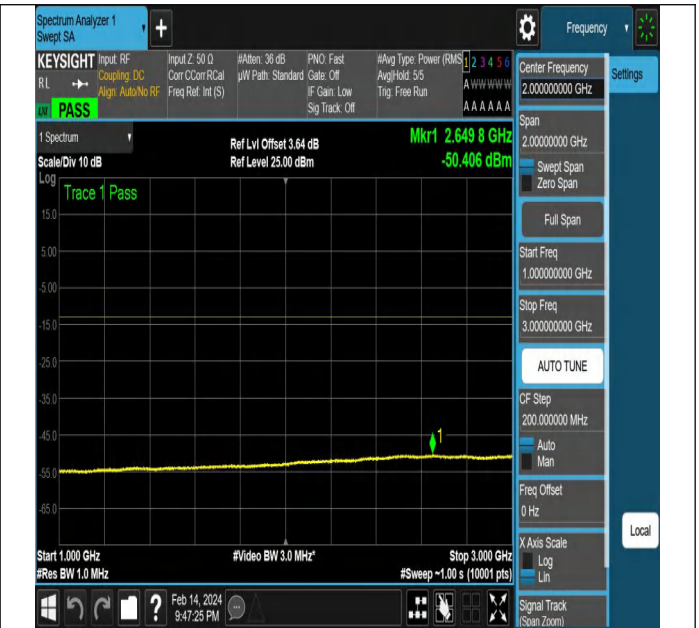 Spectrum Analyzer 1
Swept SA
Frequency
KEYSIGHT
Input: RF
Coupling: DC
Align: Auto/No RF
Input Z: 50 Ω
Corr CCorr RCal
Freq Ref: Int (S)
#Atten: 36 dB
µW Path: Standard
PNO: Fast
Gate: Off
IF Gain: Low
Sig Track: Off
#Avg Type: Power (RMS)
Avg|Hold: 5/5
Trig: Free Run
1 2 3 4 5 6
A W W W W W
A A A A A A
R L
PASS
1 Spectrum
Scale/Div 10 dB
Ref Lvl Offset 3.64 dB
Ref Level 25.00 dBm
Mkr1 2.649 8 GHz
-50.406 dBm
Log
Trace 1 Pass
15.0
5.00
-5.00
-15.0
-25.0
-35.0
-45.0
-55.0
-65.0
1
Start 1.000 GHz
#Res BW 1.0 MHz
#Video BW 3.0 MHz*
Stop 3.000 GHz
#Sweep ~1.00 s (10001 pts)
?
Feb 14, 2024
9:47:25 PM
Center Frequency
2.000000000 GHz
Settings
Span
2.00000000 GHz
Swept Span
Zero Span
Full Span
Start Freq
1.000000000 GHz
Stop Freq
3.000000000 GHz
AUTO TUNE
CF Step
200.000000 MHz
Auto
Man
Freq Offset
0 Hz
X Axis Scale
Log
Lin
Local
Signal Track
(Span Zoom)